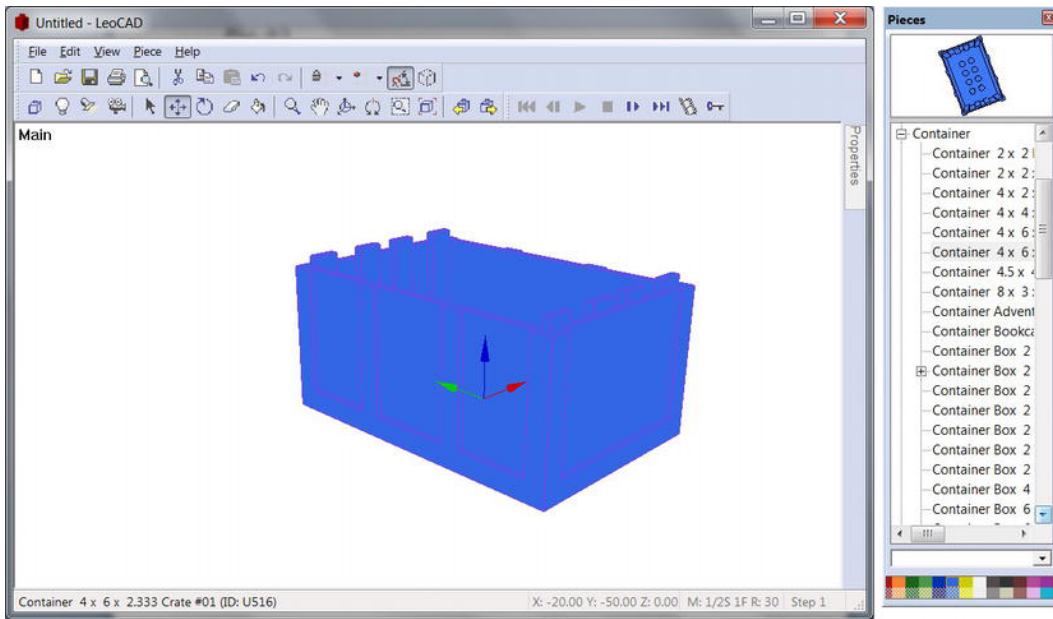 Untitled - LeoCAD
File Edit View Piece Help
Main
Properties
Container 4 x 6 x 2.333 Crate #01 (ID: U516)
X: -20.00 Y: -50.00 Z: 0.00 M: 1/2S 1F R: 30 Step 1
Pieces
Container
Container 2 x 2
Container 2 x 2 :
Container 4 x 2 :
Container 4 x 4 :
Container 4 x 6 :
Container 4 x 6 :
Container 4.5 x
Container 8 x 3 :
Container Advent
Container Bookca
Container Box 2
Container Box 2
Container Box 2
Container Box 2
Container Box 2
Container Box 2
Container Box 2
Container Box 4
Container Box 6